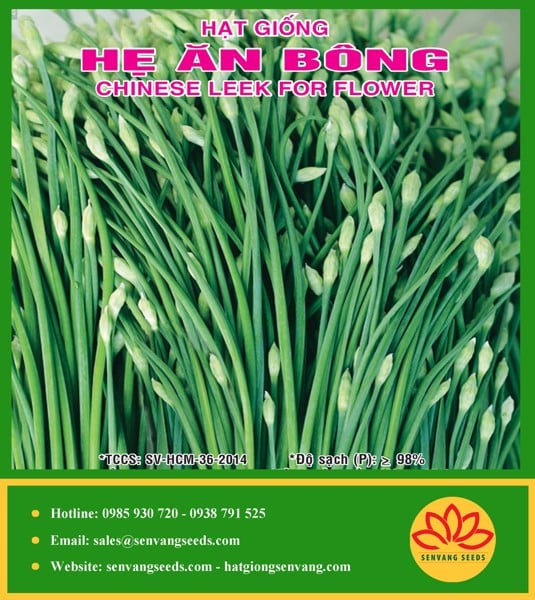 HẠT GIỐNG
HẸ ĂN BÔNG
CHINESE LEEK FOR FLOWER
*TCCS: SV-HCM-36-2014 *Độ sạch (P): ≥ 98%
Hotline: 0985 930 720 - 0938 791 525
Email: sales@senvangseeds.com
Website: senvangseeds.com - hatgiongsenvang.com
SENVANG SEEDS